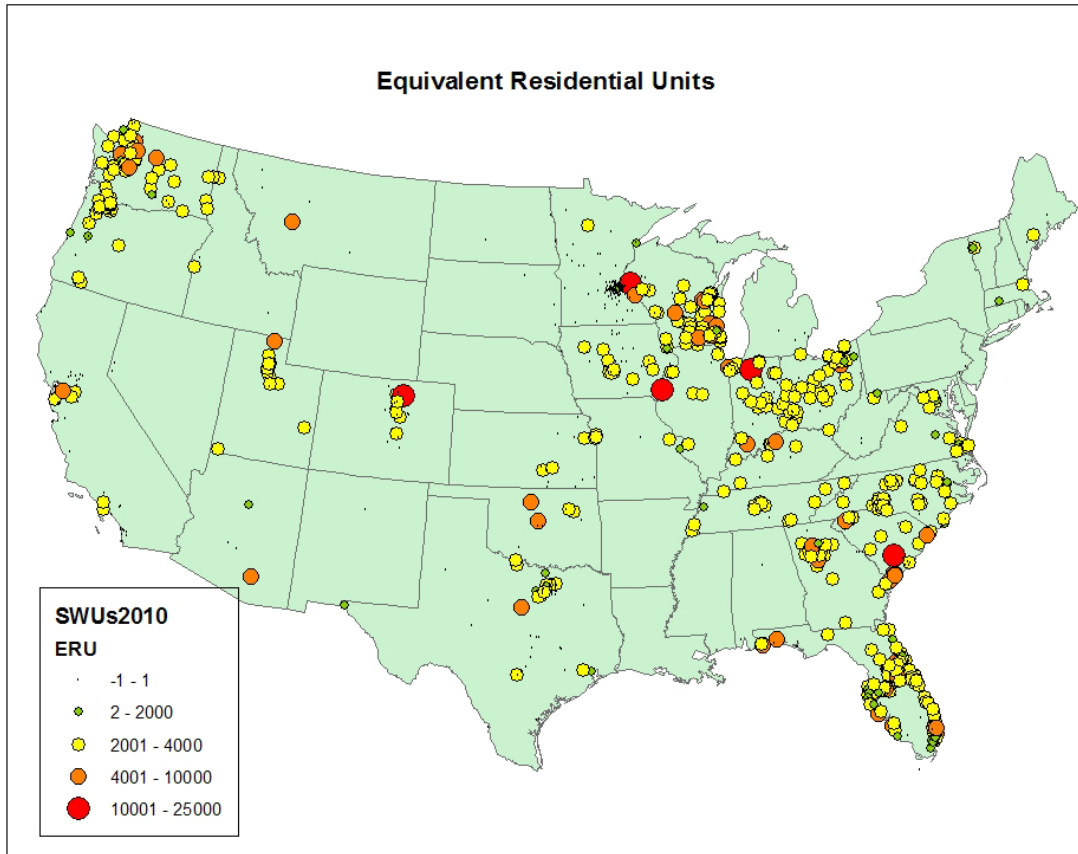 Equivalent Residential Units
SWUs2010
ERU
-1 - 1
2 - 2000
2001 - 4000
4001 - 10000
10001 - 25000